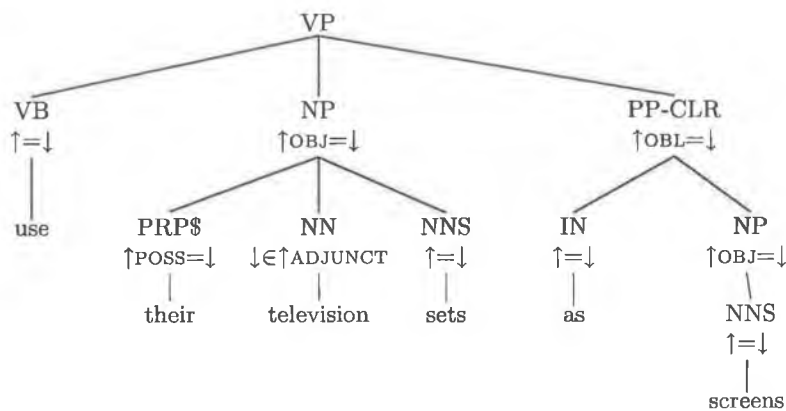 VP
VB NP PP-CLR
↑=↓ ↑OBJ=↓ ↑OBL=↓
use PRP$ NN NNS IN NP
↑POSS=↓ ↓∈↑ADJUNCT ↑=↓ ↑=↓ ↑OBJ=↓
their television sets as NNS
↑=↓
screens